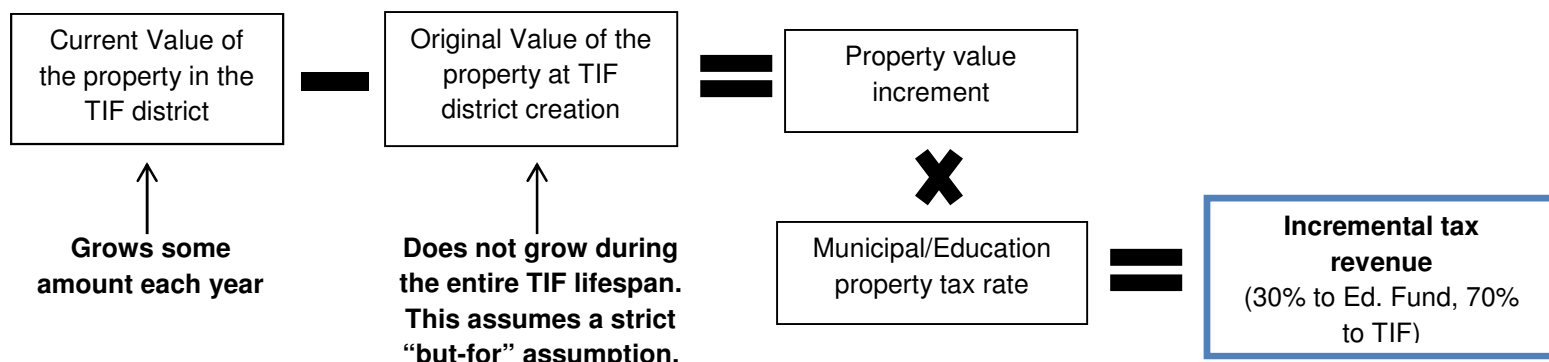 Current Value of
the property in the
TIF district
Original Value of the
property at TIF
district creation
Property value
increment
Grows some
amount each year
Does not grow during
the entire TIF lifespan.
This assumes a strict
“but-for” assumption.
Municipal/Education
property tax rate
Incremental tax
revenue
(30% to Ed. Fund, 70%
to TIF)